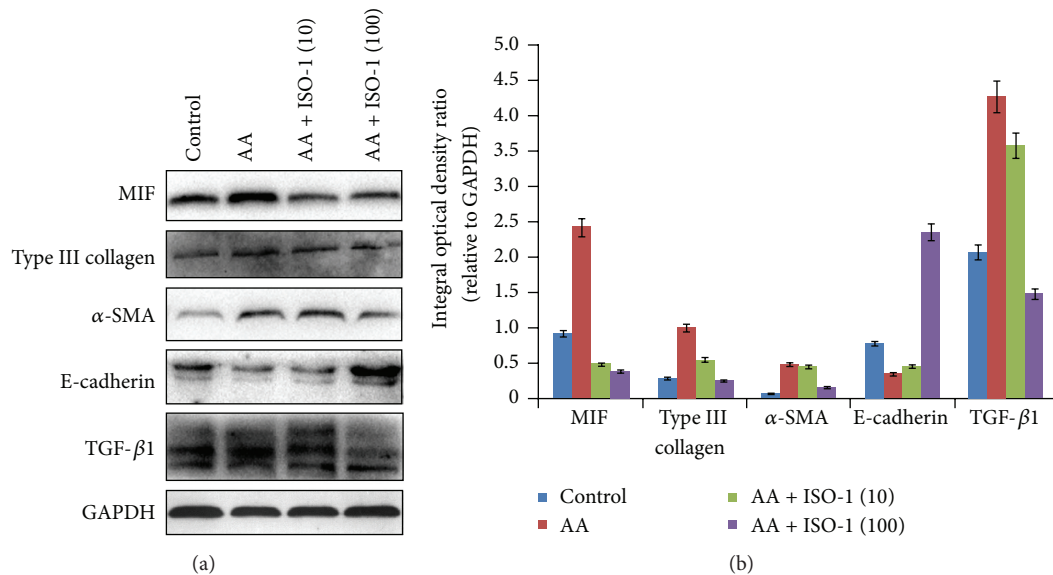 Control
AA
AA + ISO-1 (10)
AA + ISO-1 (100)
MIF
Type III collagen
α-SMA
E-cadherin
TGF-β1
GAPDH
(a)
Integral optical density ratio
(relative to GAPDH)
5.0
4.5
4.0
3.5
3.0
2.5
2.0
1.5
1.0
0.5
0
MIF
Type III
collagen
α-SMA
E-cadherin
TGF-β1
Control
AA
AA + ISO-1 (10)
AA + ISO-1 (100)
(b)